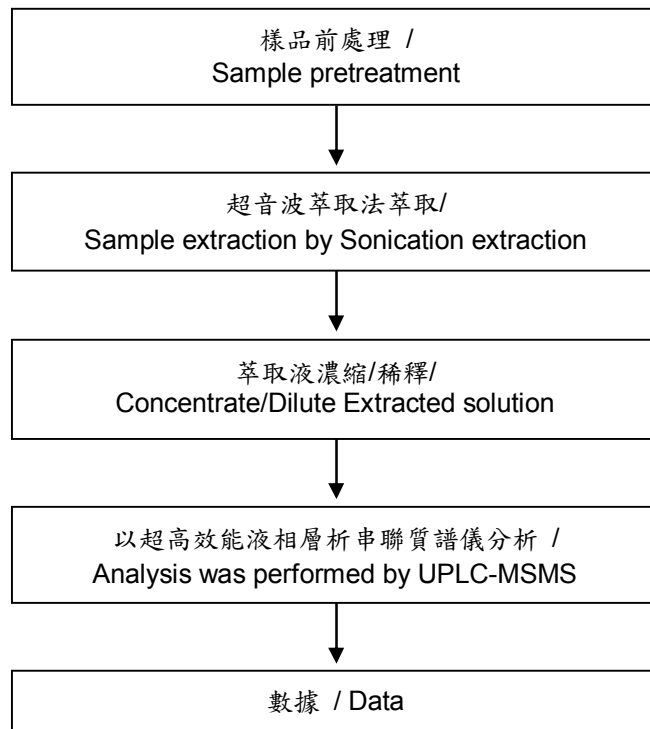 樣品前處理 /
Sample pretreatment
超音波萃取法萃取/
Sample extraction by Sonication extraction
萃取液濃縮/稀釋/
Concentrate/Dilute Extracted solution
以超高效能液相層析串聯質譜儀分析 /
Analysis was performed by UPLC-MSMS
數據 / Data